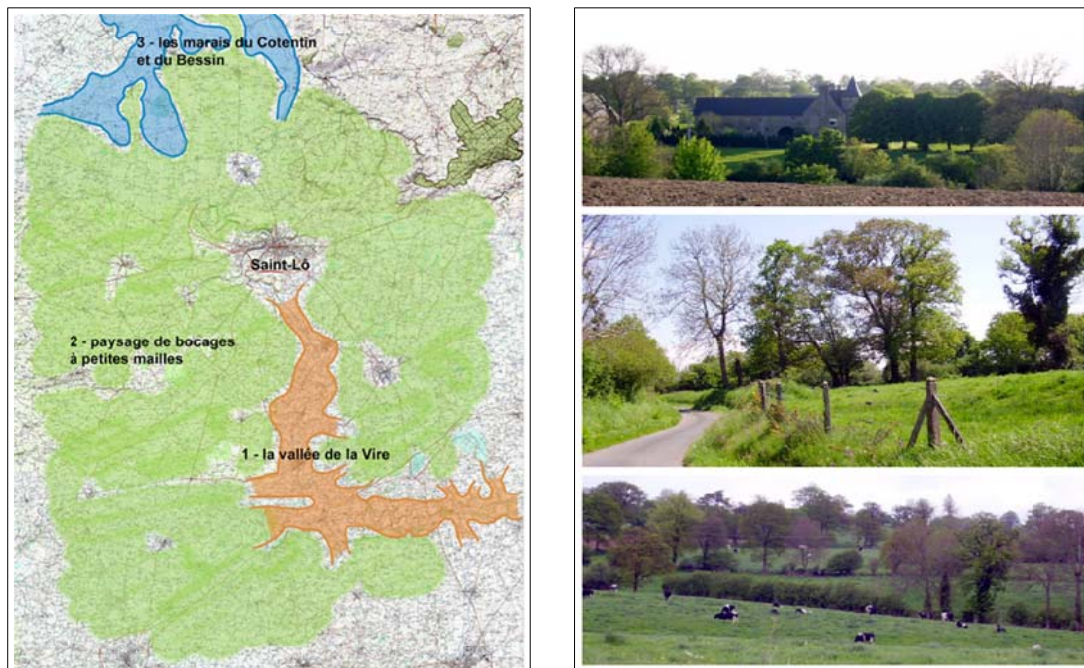 3 - les marais du Cotentin
et du Bessin
Saint-Lô
2 - paysage de bocages
à petites mailles
1 - la vallée de la Vire